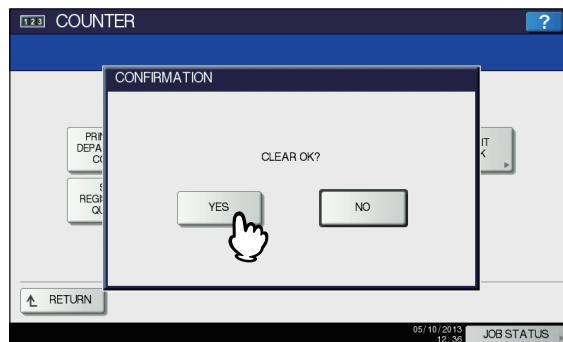 123 COUNTER
?
CONFIRMATION
CLEAR OK?
YES
NO
RETURN
05/10/2013
12:36
JOB STATUS